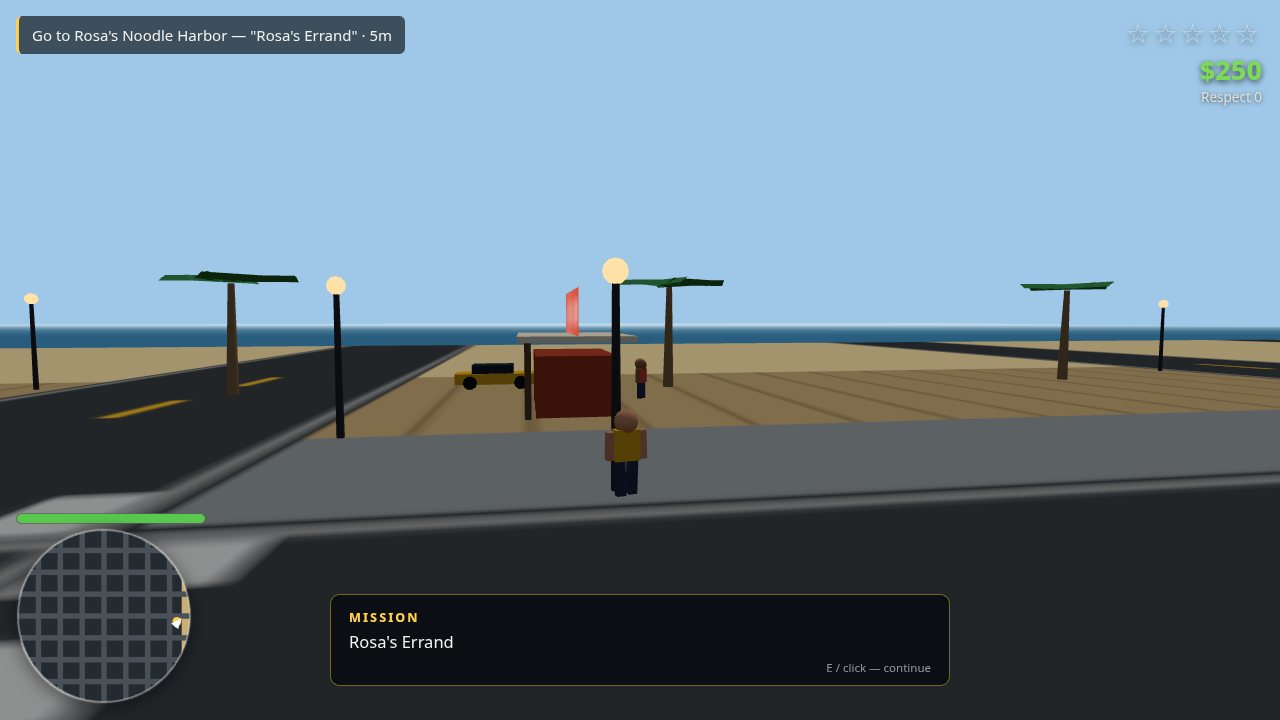 Go to Rosa's Noodle Harbor — "Rosa's Errand" · 5m
☆☆☆☆☆
$250
Respect 0
MISSION
Rosa's Errand
E / click — continue